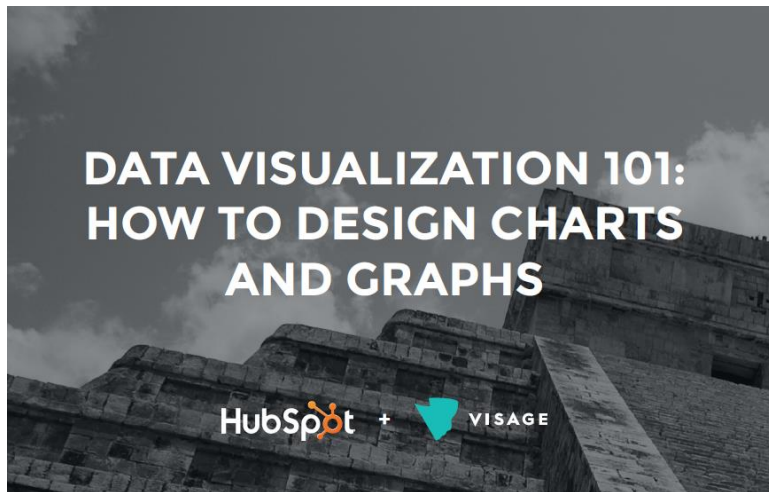 DATA VISUALIZATION 101:
HOW TO DESIGN CHARTS
AND GRAPHS
HubSpot + VISAGE